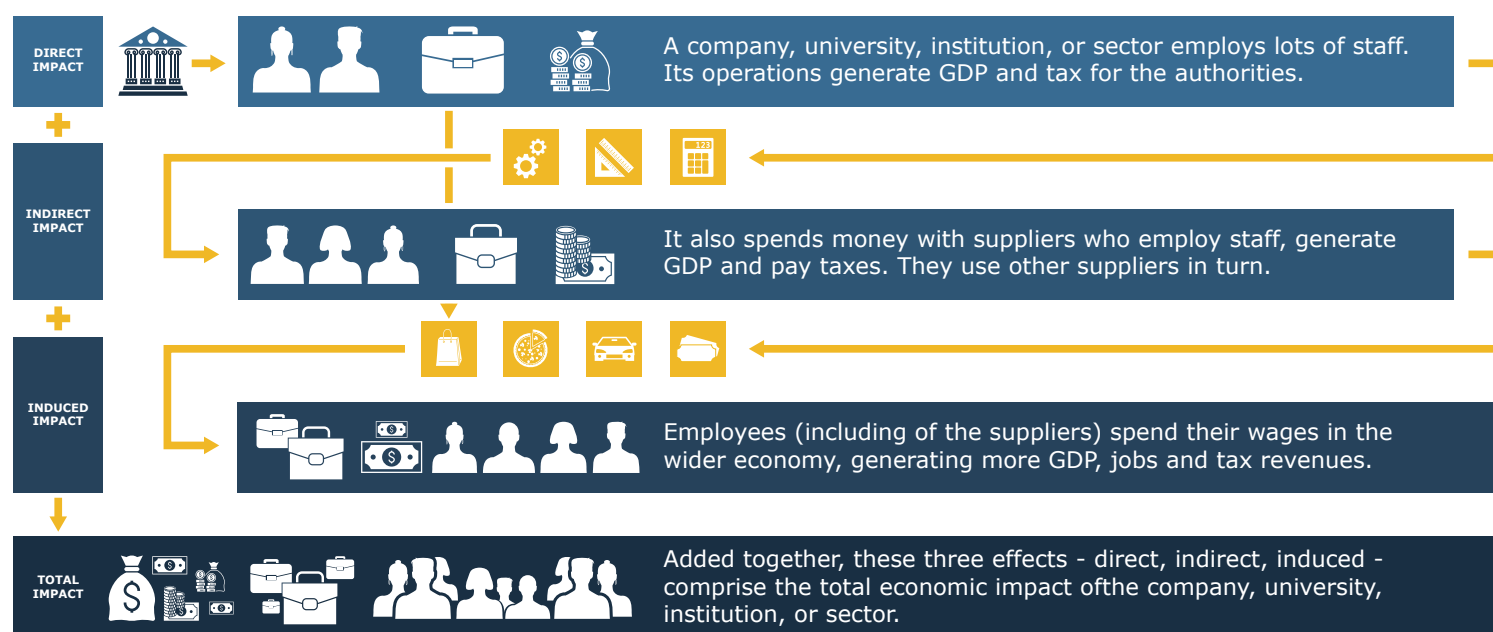 DIRECT
IMPACT
A company, university, institution, or sector employs lots of staff.
Its operations generate GDP and tax for the authorities.
123
INDIRECT
IMPACT
It also spends money with suppliers who employ staff, generate
GDP and pay taxes. They use other suppliers in turn.
INDUCED
IMPACT
Employees (including of the suppliers) spend their wages in the
wider economy, generating more GDP, jobs and tax revenues.
TOTAL
IMPACT
Added together, these three effects - direct, indirect, induced -
comprise the total economic impact ofthe company, university,
institution, or sector.